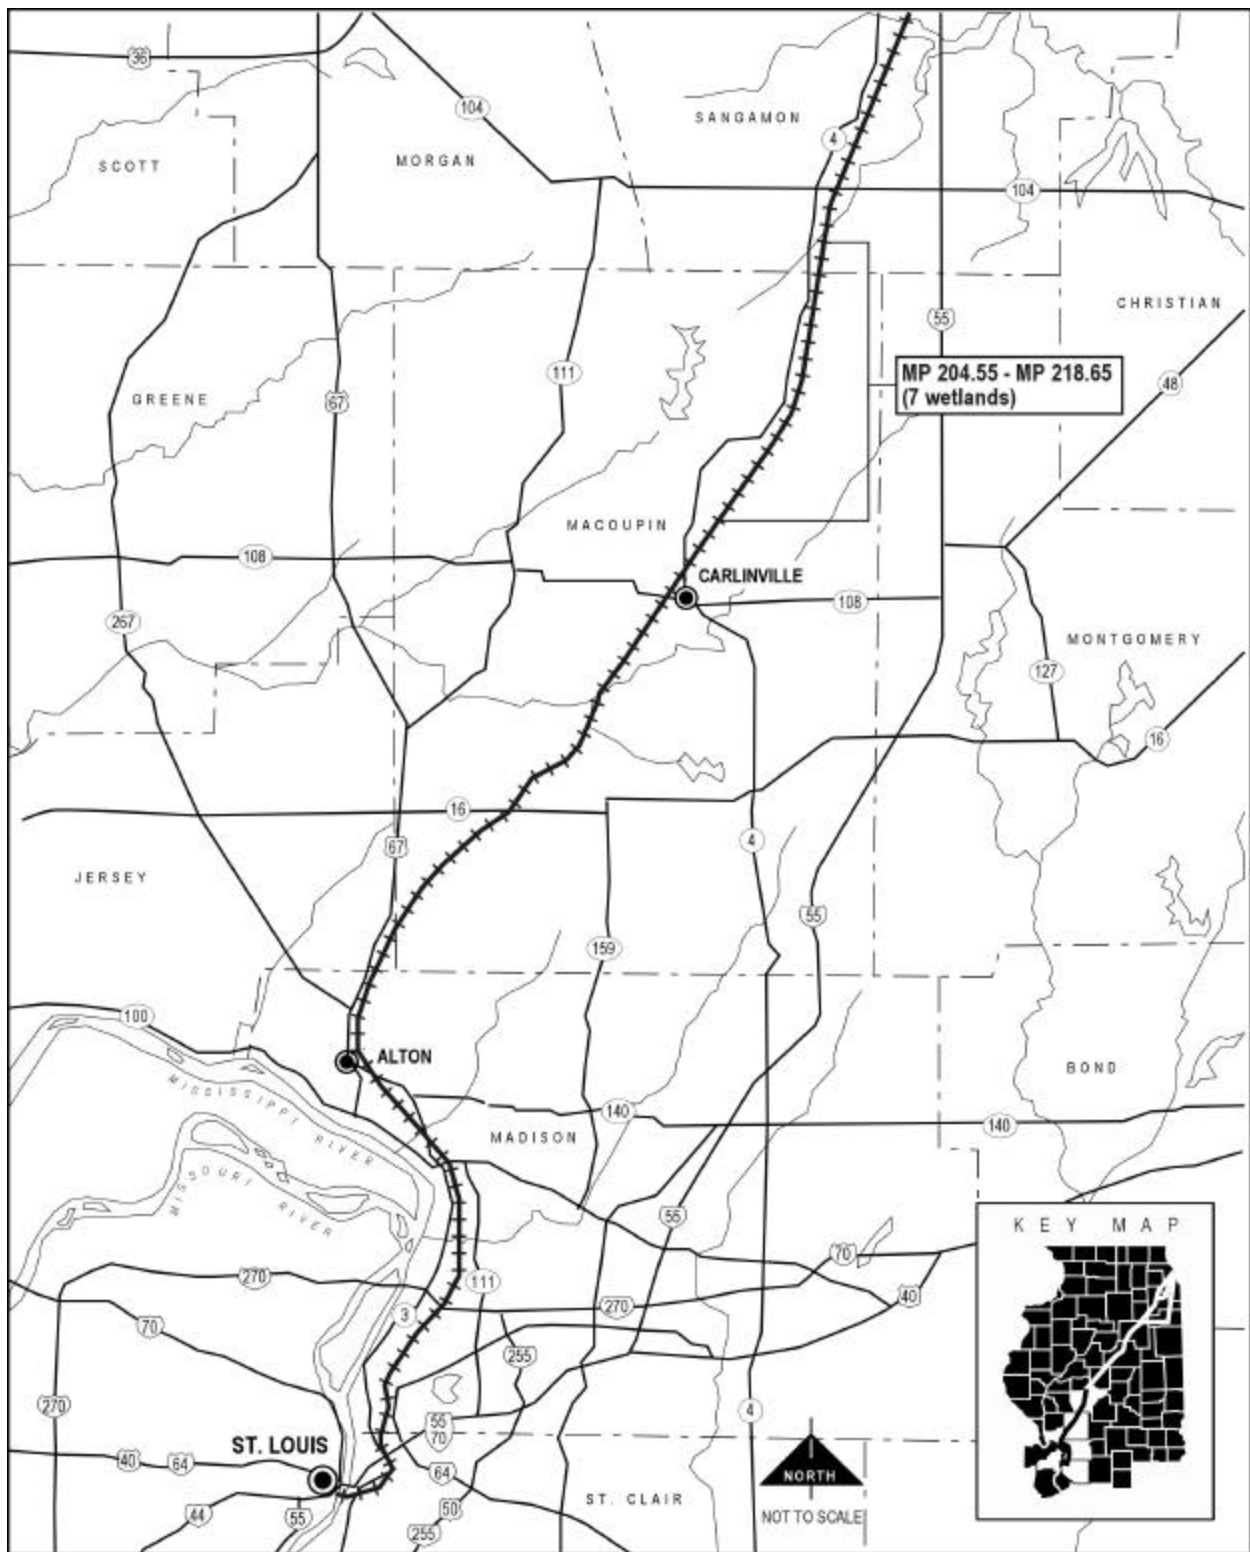 36
104
SANGAMON
4
SCOTT
MORGAN
104
CHRISTIAN
55
111
MP 204.55 - MP 218.65
(7 wetlands)
48
GREENE
67
MACOUPIN
108
CARLINVILLE
108
267
MONTGOMERY
127
16
16
67
4
JERSEY
55
159
100
ALTON
BOND
MISSISSIPPI RIVER
140
140
MADISON
MISSOURI RIVER
55
KEY MAP
70
270
111
40
3
270
70
255
270
4
55
70
ST. LOUIS
40
64
64
NORTH
ST. CLAIR
50
44
55
NOT TO SCALE
255